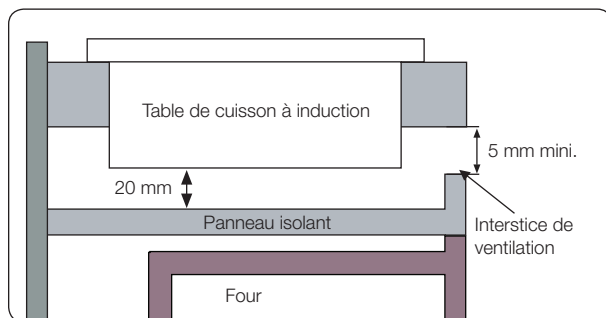 Table de cuisson à induction
5 mm mini.
20 mm
Panneau isolant
Interstice de
ventilation
Four